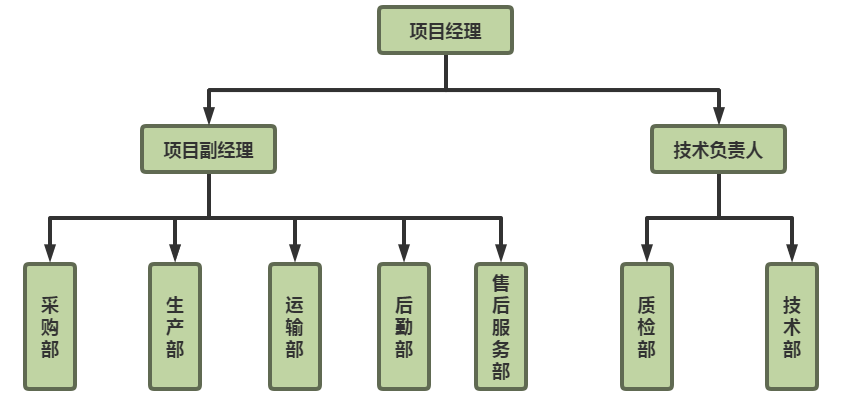 项目经理
项目副经理
技术负责人
采购部
生产部
运输部
后勤部
售后服务部
质检部
技术部